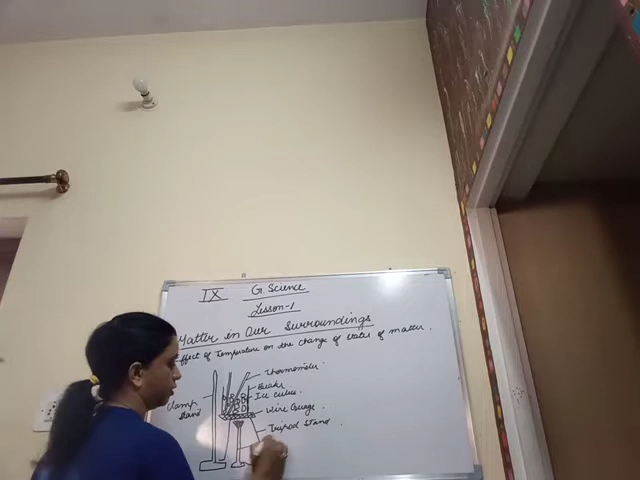 IX G. Science
Lesson-1
Matter in Our Surroundings
Effect of Temperature on the change of states of matter.
Thermometer.
Beaker
Ice cubes.
Clamp stand
Wire Guage.
Tripod Stand.